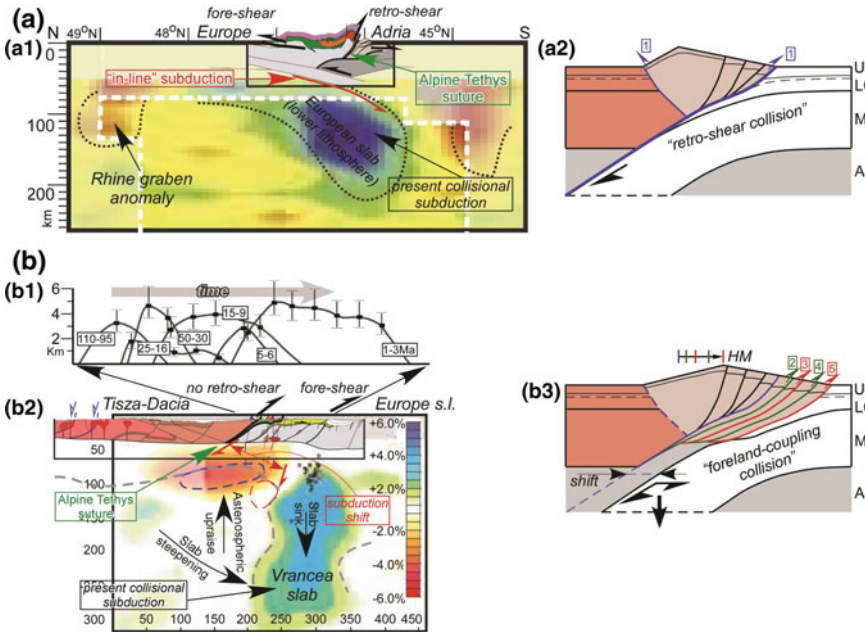 (a)
fore-shear
retro-shear
N 49°N 48°N Europe Adria 45°N S
(a1)
0
"in-line" subduction
Alpine Tethys
suture
European slab
(lower lithosphere)
100
Rhine graben
anomaly
present collisional
subduction
200
km
(a2)
1
1
U
M
"retro-shear collision"
A
(b)
(b1)
6
4
2
Km
time
110-95
25-16
50-30
15-9
5-6
1-3Ma
no retro-shear fore-shear
(b2)
Tisza-Dacia Europe s.l.
50
100
200
300
+6.0%
+4.0%
+2.0%
-2.0%
-4.0%
-6.0%
Alpine Tethys
suture
Astenospheric
upraise
Slab
sink
subduction
shift
Slab
steepening
Vrancea
slab
present collisional
subduction
0 50 100 150 200 250 300 350 400 450
(b3)
HM
2
3
4
5
U
M
"foreland-coupling
collision"
shift
A